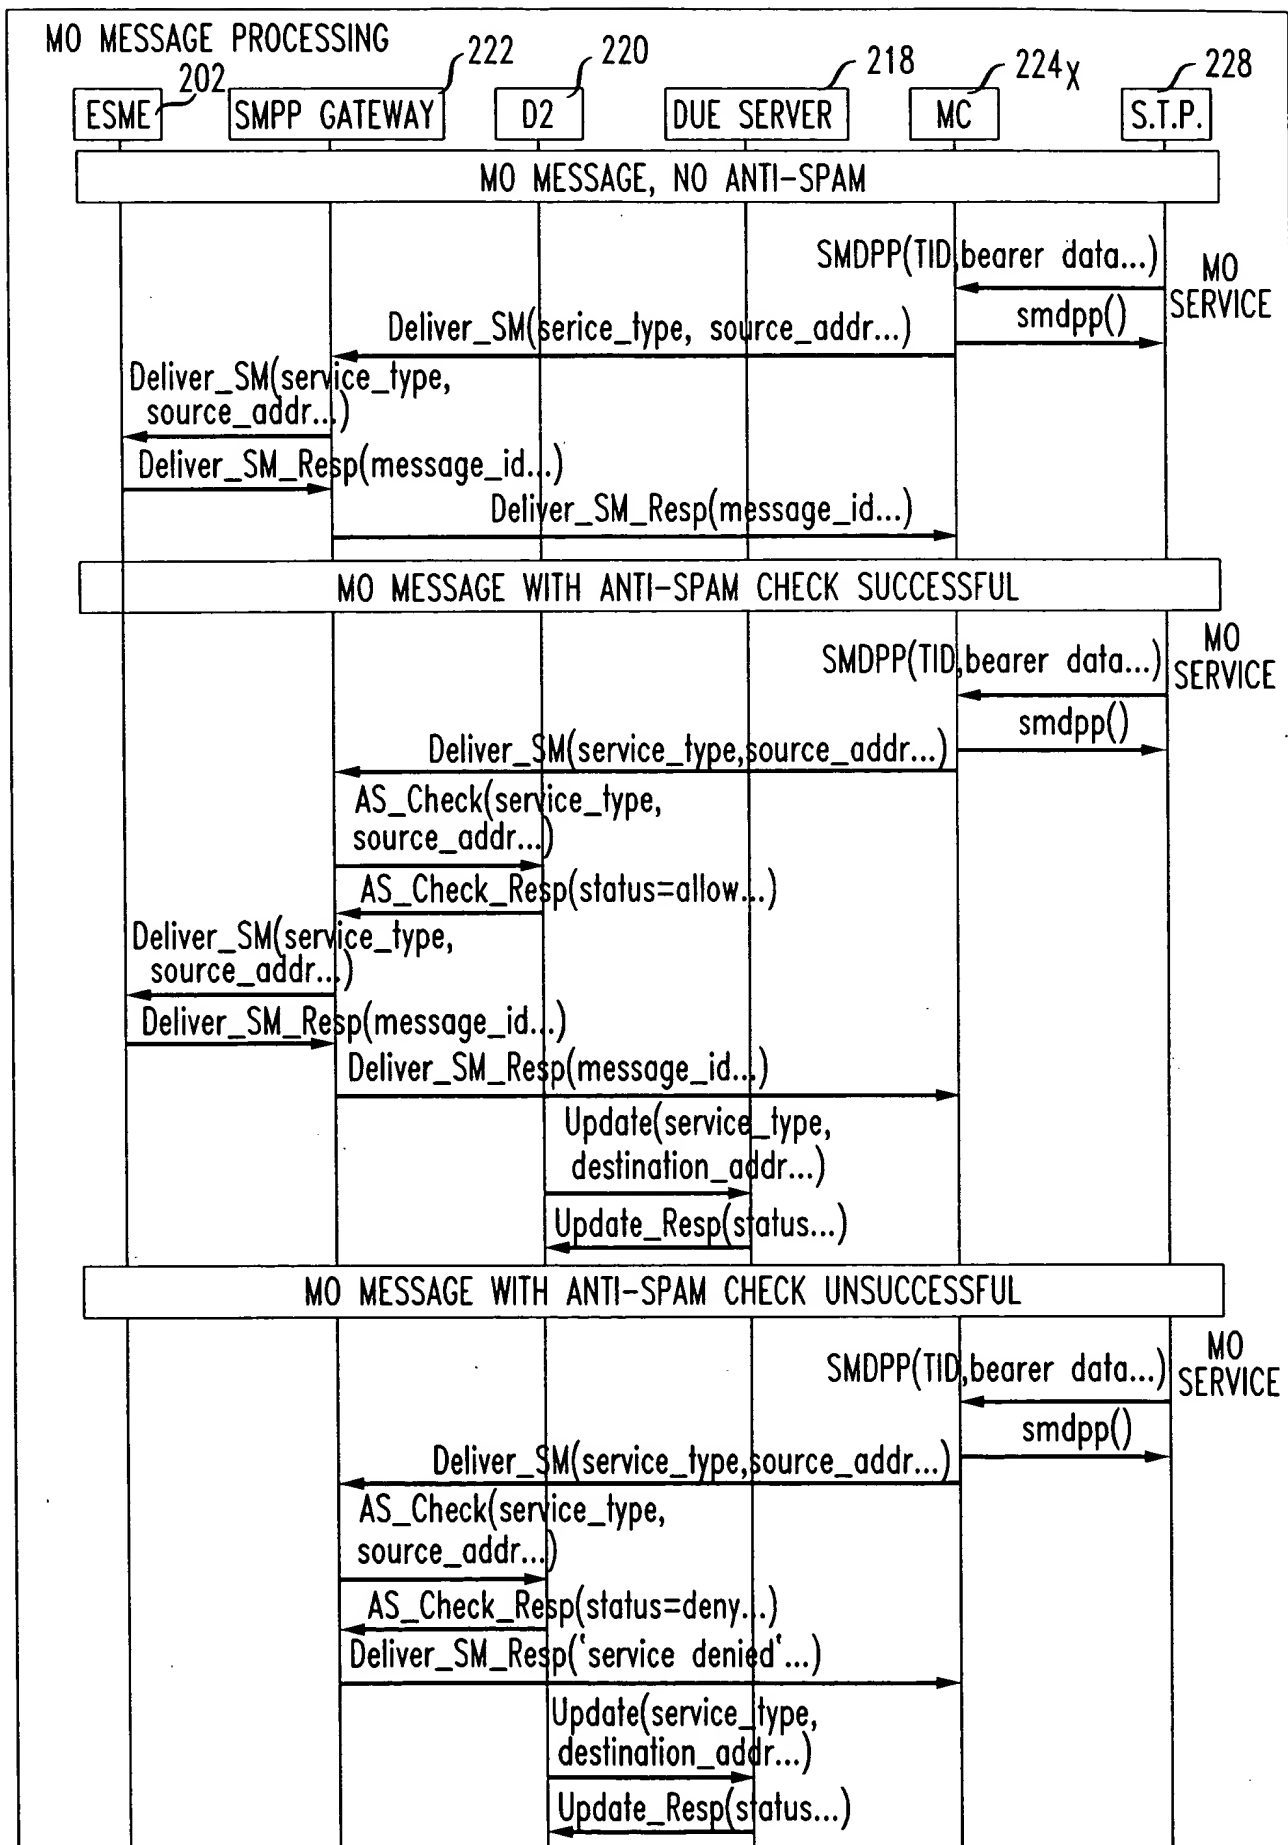 MO MESSAGE PROCESSING
202
222
220
218
224X
228
ESME
SMPP GATEWAY
D2
DUE SERVER
MC
S.T.P.
MO MESSAGE, NO ANTI-SPAM
SMDPP(TID,bearer data...)
MO
SERVICE
smdpp()
Deliver_SM(serice_type, source_addr...)
Deliver_SM(service_type,
source_addr...)
Deliver_SM_Resp(message_id...)
Deliver_SM_Resp(message_id...)
MO MESSAGE WITH ANTI-SPAM CHECK SUCCESSFUL
SMDPP(TID,bearer data...)
MO
SERVICE
smdpp()
Deliver_SM(service_type,source_addr...)
AS_Check(service_type,
source_addr...)
AS_Check_Resp(status=allow...)
Deliver_SM(service_type,
source_addr...)
Deliver_SM_Resp(message_id...)
Deliver_SM_Resp(message_id...)
Update(service_type,
destination_addr...)
Update_Resp(status...)
MO MESSAGE WITH ANTI-SPAM CHECK UNSUCCESSFUL
SMDPP(TID,bearer data...)
MO
SERVICE
smdpp()
Deliver_SM(service_type,source_addr...)
AS_Check(service_type,
source_addr...)
AS_Check_Resp(status=deny...)
Deliver_SM_Resp('service denied'...)
Update(service_type,
destination_addr...)
Update_Resp(status...)